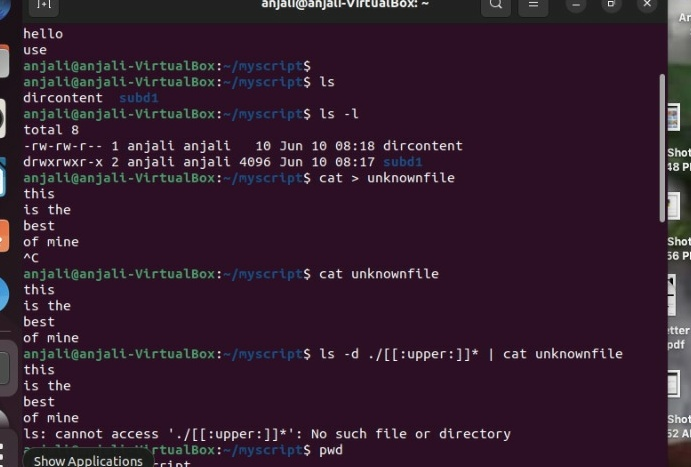 anjali@anjali-VirtualBox: ~
hello
use
anjali@anjali-VirtualBox:~/myscript$
anjali@anjali-VirtualBox:~/myscript$ ls
dircontent  subd1
anjali@anjali-VirtualBox:~/myscript$ ls -l
total 8
-rw-rw-r-- 1 anjali anjali   10 Jun 10 08:18 dircontent
drwxrwxr-x 2 anjali anjali 4096 Jun 10 08:17 subd1
anjali@anjali-VirtualBox:~/myscript$ cat > unknownfile
this
is the
best
of mine
^C
anjali@anjali-VirtualBox:~/myscript$ cat unknownfile
this
is the
best
of mine
anjali@anjali-VirtualBox:~/myscript$ ls -d ./[[:upper:]]* | cat unknownfile
this
is the
best
of mine
ls: cannot access './[[:upper:]]*': No such file or directory
anjali@anjali-VirtualBox:~/myscript$ pwd
Show Applications